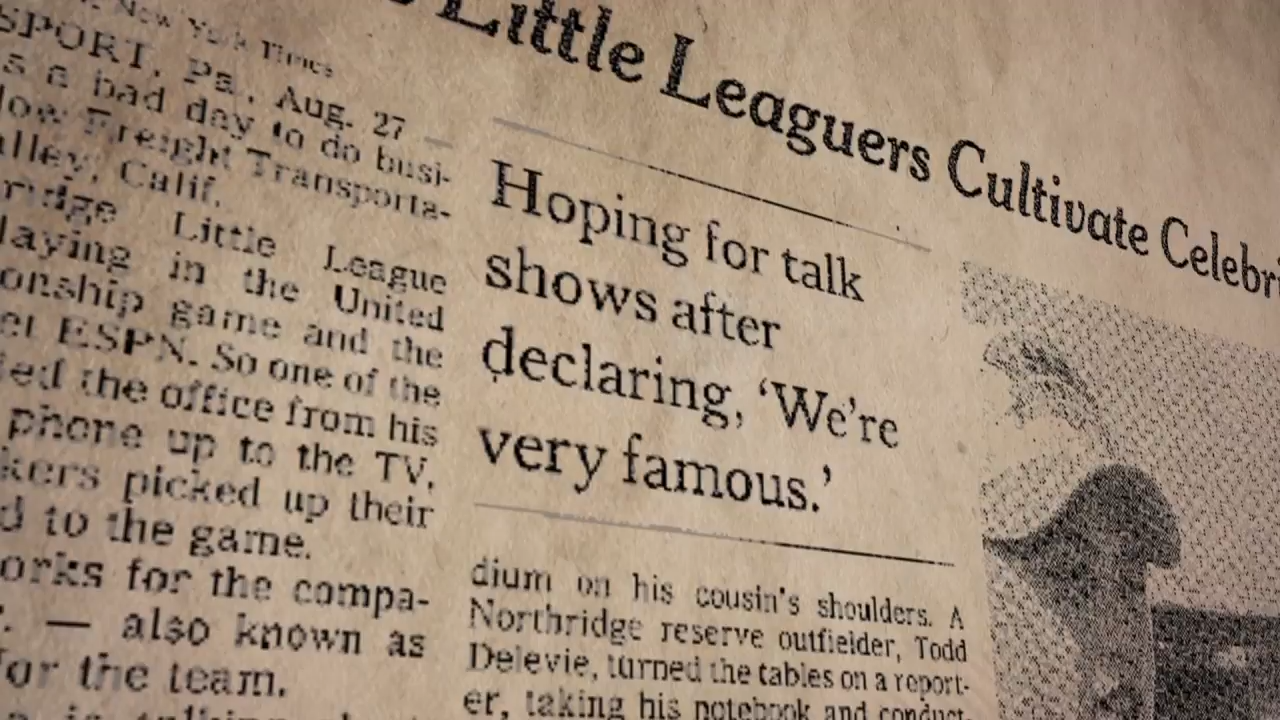 Little Leaguers Cultivate Celebri
New York Times
SPORT, Pa., Aug. 27 —
s a bad day to do busi-
low Freight Transporta-
alley, Calif.
ridge Little League
laying in the United
onship game and the
et ESPN. So one of the
ed the office from his
phone up to the TV,
kers picked up their
d to the game.
orks for the compa-
— also known as
for the team.
Hoping for talk
shows after
declaring, ‘We’re
very famous.’
dium on his cousin's shoulders. A
Northridge reserve outfielder, Todd
Delevie, turned the tables on a report-
er, taking his notebook and conduct-